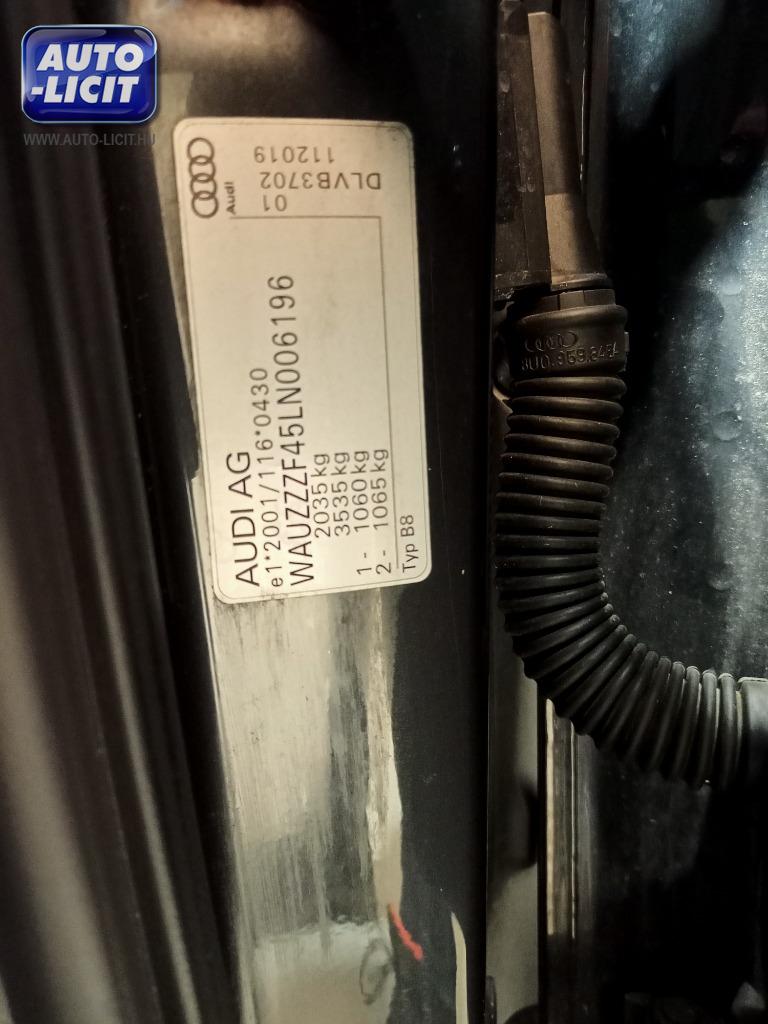 AUTO
-LICIT
WWW.AUTO-LICIT.HU
AUDI AG
e1*2001/116*0430
WAUZZZF45LN006196
2035 kg
3535 kg
1 - 1060 kg
2 - 1065 kg
Typ B8
Audi
01
DLVB3702
112019